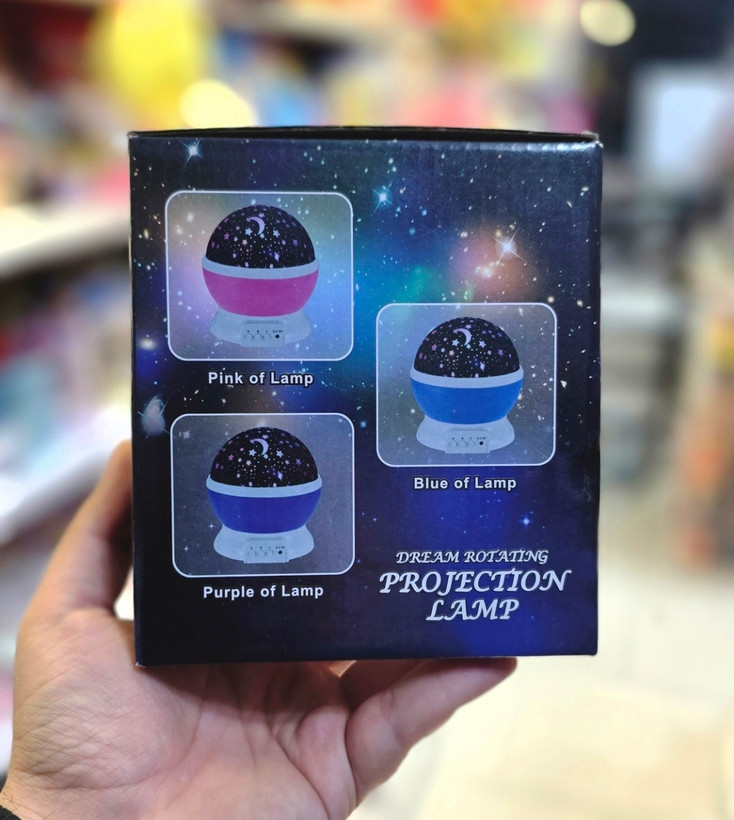 Pink of Lamp
Blue of Lamp
Purple of Lamp
DREAM ROTATING
PROJECTION
LAMP